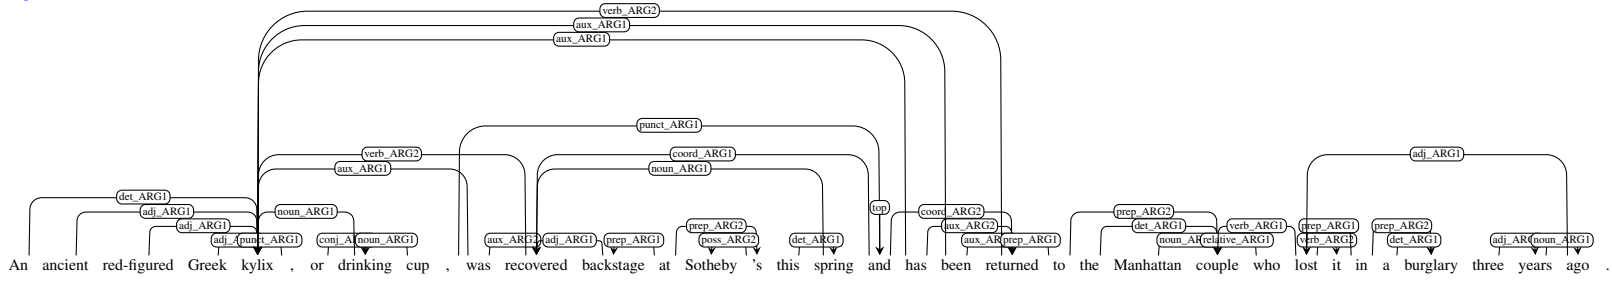 verb_ARG2
aux_ARG1
aux_ARG1
punct_ARG1
verb_ARG2 coord_ARG1 adj_ARG1
aux_ARG1 noun_ARG1
det_ARG1
adj_ARG1 noun_ARG1 top coord_ARG2 prep_ARG2
adj_ARG1 prep_ARG2 aux_ARG2 det_ARG1 verb_ARG1 prep_ARG1 prep_ARG2
punct_ARG1 noun_ARG1 aux_ARG2 adj_ARG1 prep_ARG1 poss_ARG2 det_ARG1 prep_ARG1 relative_ARG1 verb_ARG2 det_ARG1 noun_ARG1
An ancient red-figured Greek kylix , or drinking cup , was recovered backstage at Sotheby 's this spring and has been returned to the Manhattan couple who lost it in a burglary three years ago .